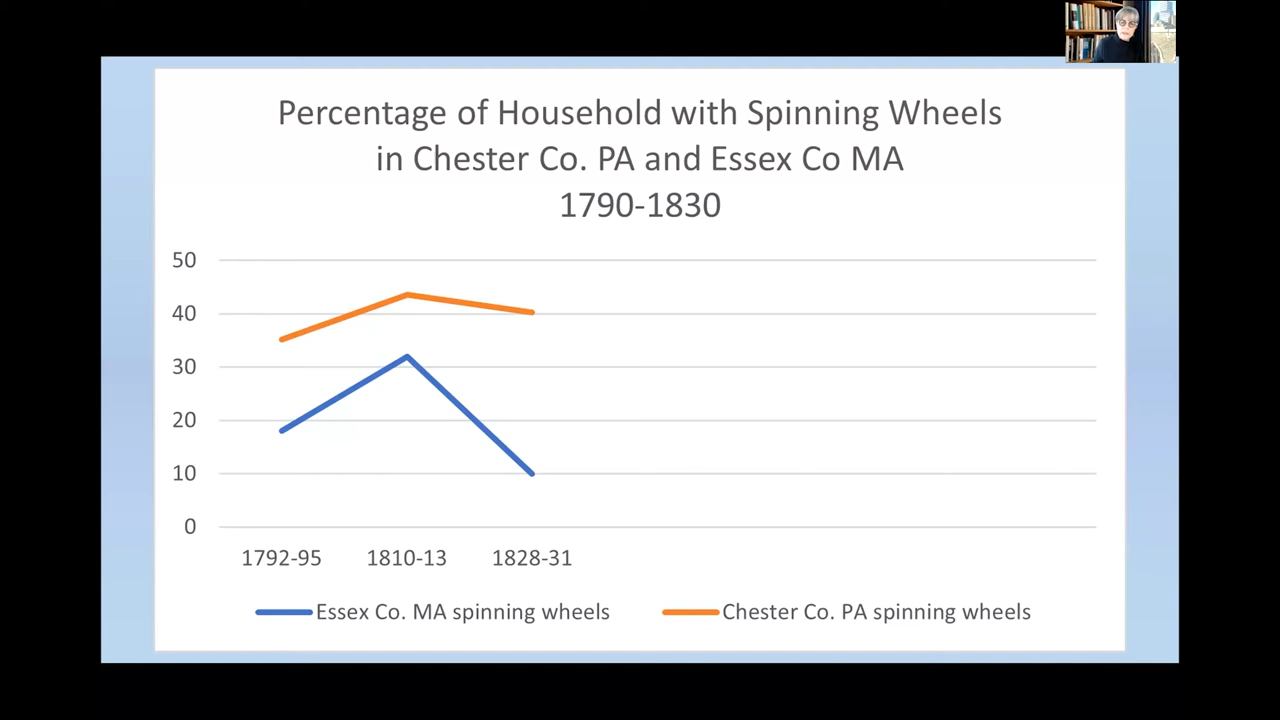 Percentage of Household with Spinning Wheels
in Chester Co. PA and Essex Co MA
1790-1830
50
40
30
20
10
0
1792-95 1810-13 1828-31
Essex Co. MA spinning wheels Chester Co. PA spinning wheels